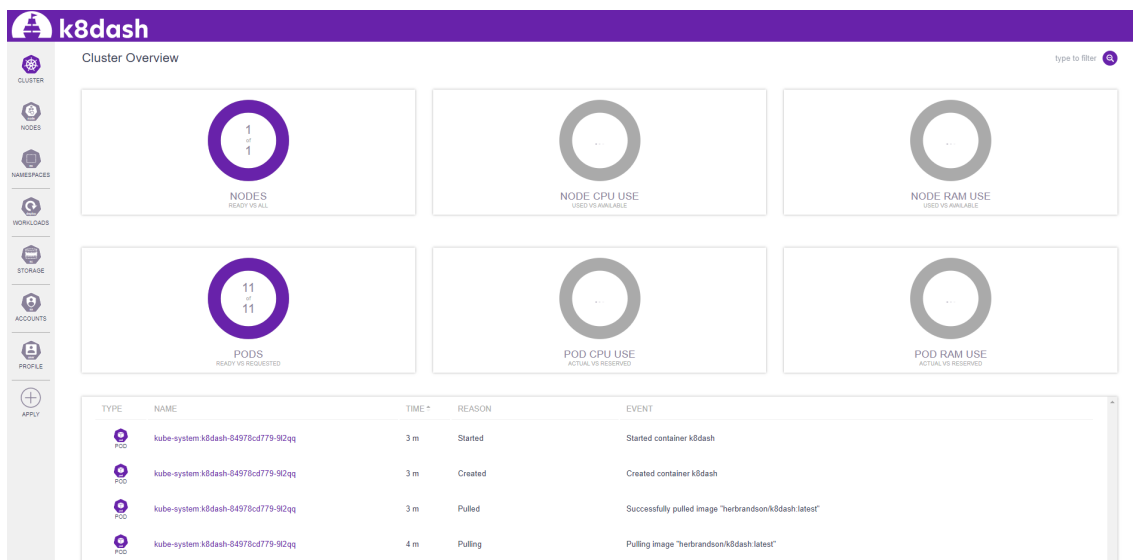 k8dash
Cluster Overview
type to filter
CLUSTER
NODES
NAMESPACES
WORKLOADS
STORAGE
ACCOUNTS
PROFILE
APPLY
1
of
1
NODES
READY VS ALL
NODE CPU USE
USED VS AVAILABLE
NODE RAM USE
USED VS AVAILABLE
11
of
11
PODS
READY VS REQUESTED
POD CPU USE
ACTUAL VS RESERVED
POD RAM USE
ACTUAL VS RESERVED
TYPE NAME TIME REASON EVENT
POD kube-system:k8dash-84978cd779-9l2qq 3 m Started Started container k8dash
POD kube-system:k8dash-84978cd779-9l2qq 3 m Created Created container k8dash
POD kube-system:k8dash-84978cd779-9l2qq 3 m Pulled Successfully pulled image "herbrandson/k8dash:latest"
POD kube-system:k8dash-84978cd779-9l2qq 4 m Pulling Pulling image "herbrandson/k8dash:latest"